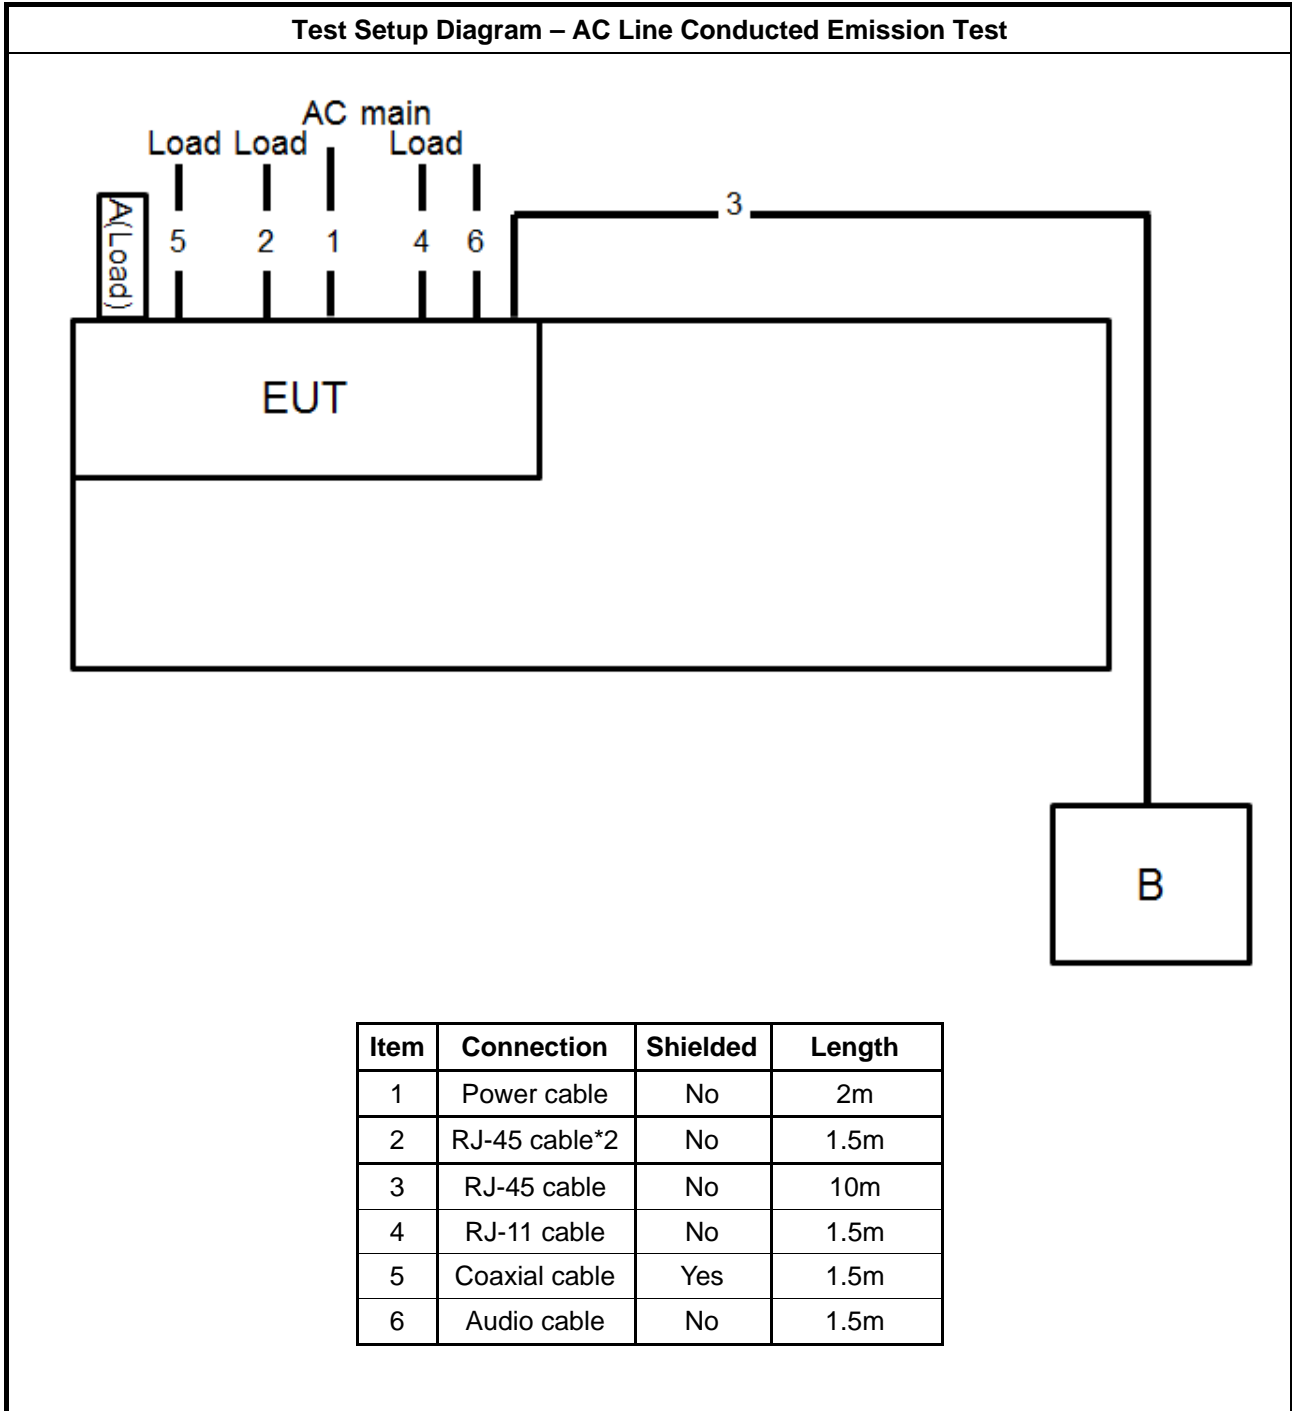 Test Setup Diagram – AC Line Conducted Emission Test
AC main
Load Load Load
A(Load)
5 2 1 4 6 3
EUT
B
Item Connection Shielded Length
1 Power cable No 2m
2 RJ-45 cable*2 No 1.5m
3 RJ-45 cable No 10m
4 RJ-11 cable No 1.5m
5 Coaxial cable Yes 1.5m
6 Audio cable No 1.5m